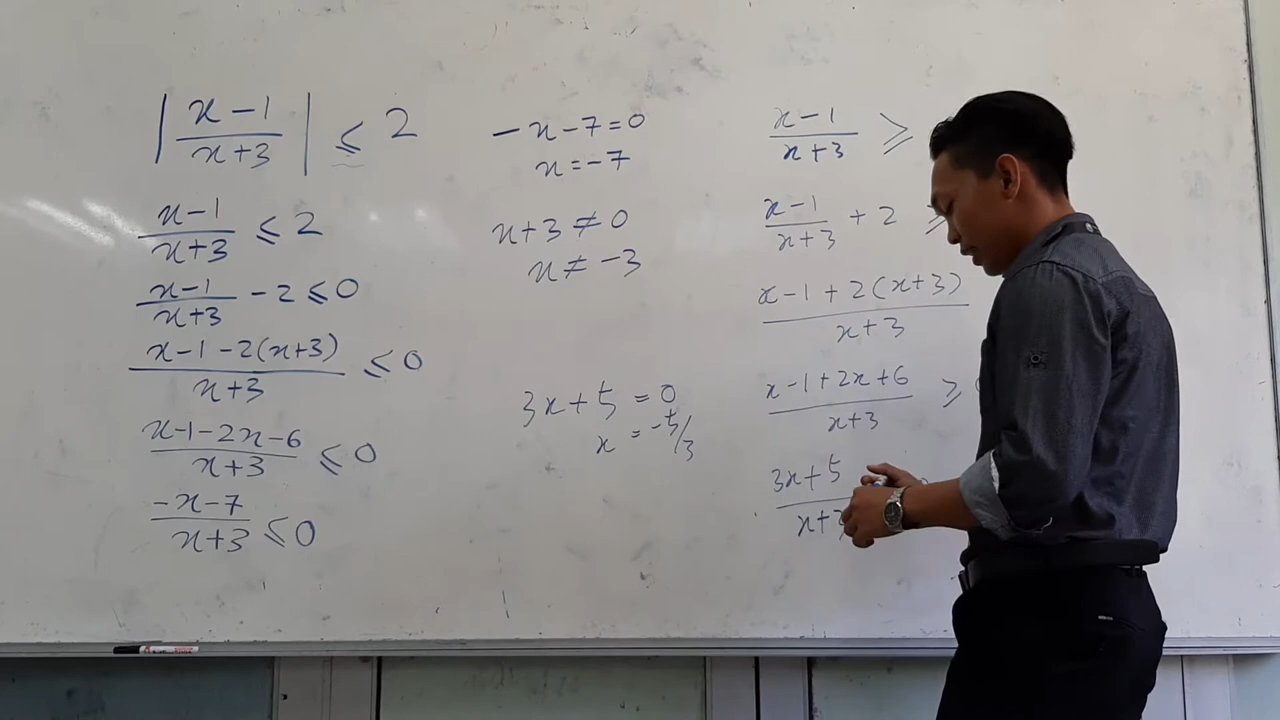 |x-1/x+3| ≤ 2
x-1/x+3 ≤ 2
x-1/x+3 - 2 ≤ 0
x-1-2(x+3)/x+3 ≤ 0
x-1-2x-6/x+3 ≤ 0
-x-7/x+3 ≤ 0
-x-7=0
x=-7
x+3 ≠ 0
x ≠ -3
3x+5 = 0
x = -5/3
x-1/x+3 ≥
x-1/x+3 + 2 ≥
x-1+2(x+3)/x+3
x-1+2x+6/x+3 ≥
3x+5/x+3